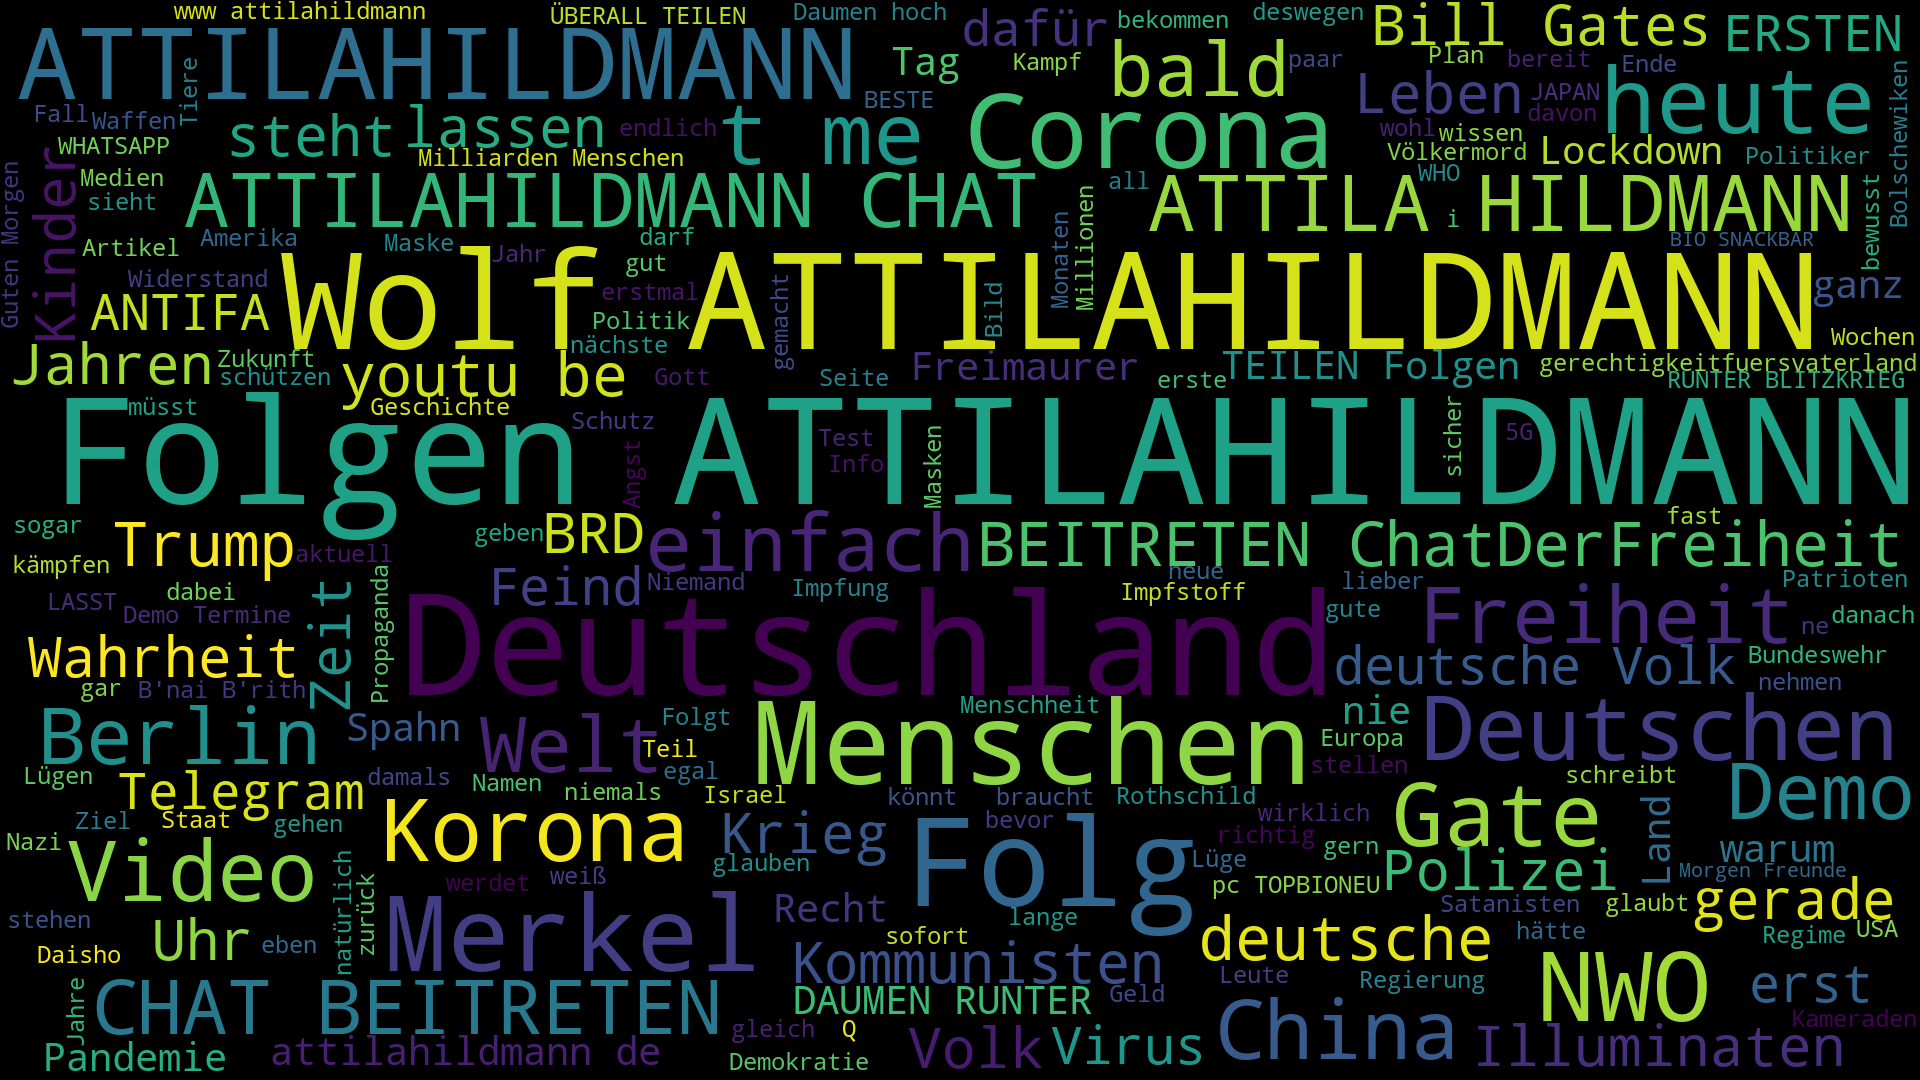 www attilahildmann
ÜBERALL TEILEN
Daumen hoch
dafür
bekommen
deswegen
Bill Gates
ERSTEN
ATTILAHILDMANN
Tiere
Tag
Kampf
bald
paar
Plan
bereit
Ende
Leben
JAPAN
davon
heute
Bolschewiken
Fall
Waffen
BESTE
steht
lassen
endlich
t me
Corona
wohl
wissen
WHATSAPP
Milliarden Menschen
Völkermord
Lockdown
Politiker
Kinder
Medien
sieht
ATTILAHILDMANN CHAT
all
WHO
ATTILA HILDMANN
i
bewusst
Guten Morgen
Artikel
Amerika
Maske
Jahr
darf
gut
Monaten
Millionen
BIO SNACKBAR
Widerstand
Wolf
ATTILAHILDMANN
ganz
ANTIFA
erstmal
Politik
gemacht
Bild
nächste
Wochen
Jahren
Zukunft
schützen
youtu be
Gott
Seite
Freimaurer
erste
TEILEN Folgen
gerechtigkeitfuersvaterland
RUNTER BLITZKRIEG
müsst
Geschichte
Folgen
Schutz
Angst
ATTILAHILDMANN
Test
Info
Masken
sicher
5G
sogar
Trump
aktuell
geben
BRD
einfach
BEITRETEN ChatDerFreiheit
fast
kämpfen
dabei
Propaganda
Feind
Niemand
Impfung
neue
Impfstoff
lieber
gute
Patrioten
LASST
Demo Termine
Zeit
Deutschland
Freiheit
ne
danach
Wahrheit
deutsche Volk
Bundeswehr
nehmen
gar
B'nai B'rith
Berlin
Spahn
Welt
Folgt
Teil
egal
Menschheit
Menschen
nie
Europa
Deutschen
stellen
Lügen
Telegram
damals
Namen
niemals
Israel
könnt
braucht
Rothschild
schreibt
Demo
Ziel
Staat
gehen
Korona
Krieg
bevor
Folg
wirklich
richtig
gern
Gate
Land
Nazi
Video
natürlich
zurück
werdet
weiß
glauben
Lüge
pc TOPBIONEU
Polizei
warum
Morgen Freunde
stehen
Uhr
eben
Merkel
Recht
lange
sofort
deutsche
Satanisten
glaubt
gerade
hätte
Regime
USA
Daisho
Jahre
CHAT BEITRETEN
Kommunisten
Leute
Regierung
NWO
erst
DAUMEN RUNTER
Geld
China
Kameraden
Pandemie
attilahildmann de
gleich
Q
Demokratie
Volk
Virus
Illuminaten